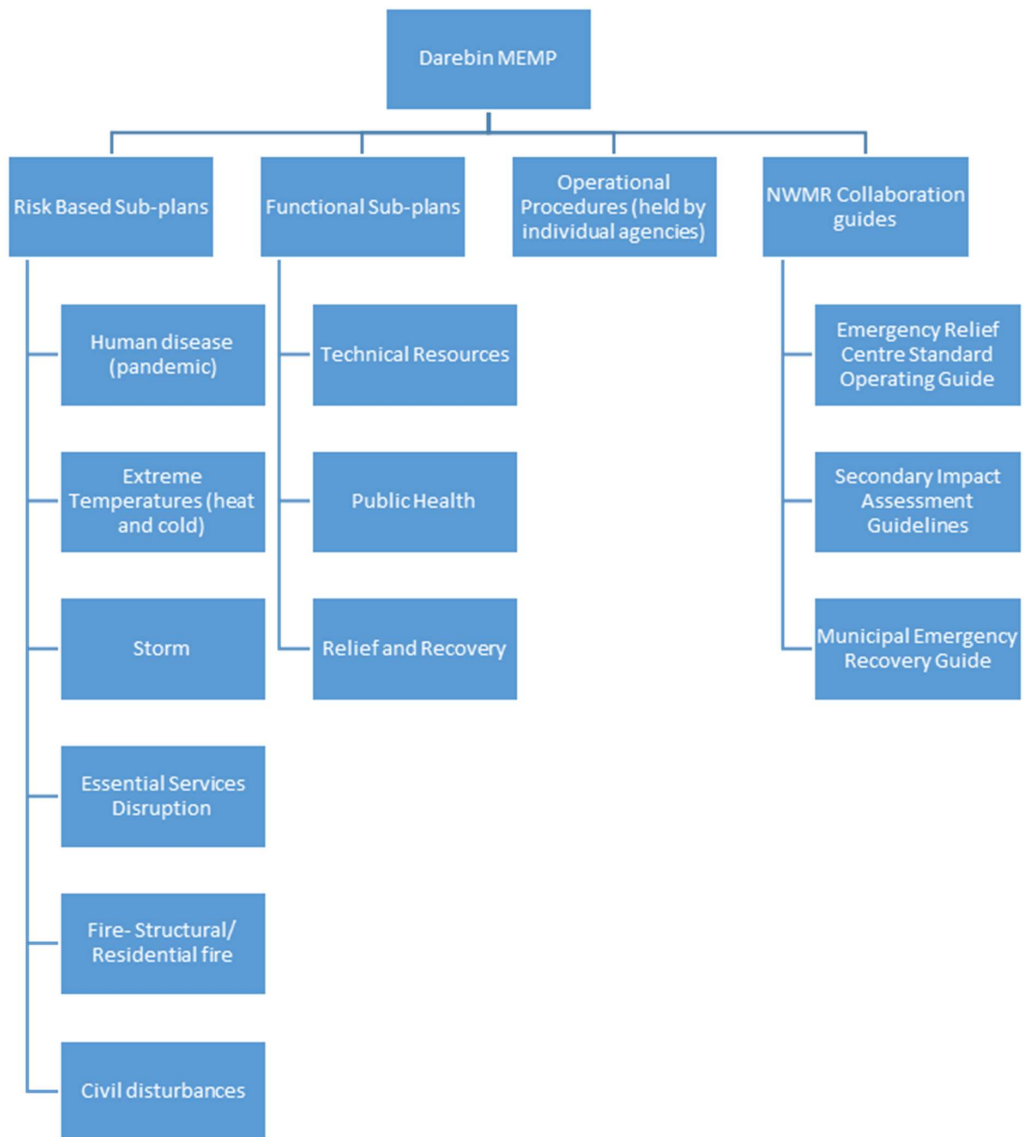 Darebin MEMP
Risk Based Sub-plans
Functional Sub-plans
Operational
Procedures (held by
individual agencies)
NWMR Collaboration
guides
Human disease
(pandemic)
Extreme
Temperatures (heat
and cold)
Storm
Essential Services
Disruption
Fire- Structural/
Residential fire
Civil disturbances
Technical Resources
Public Health
Relief and Recovery
Emergency Relief
Centre Standard
Operating Guide
Secondary Impact
Assessment
Guidelines
Municipal Emergency
Recovery Guide